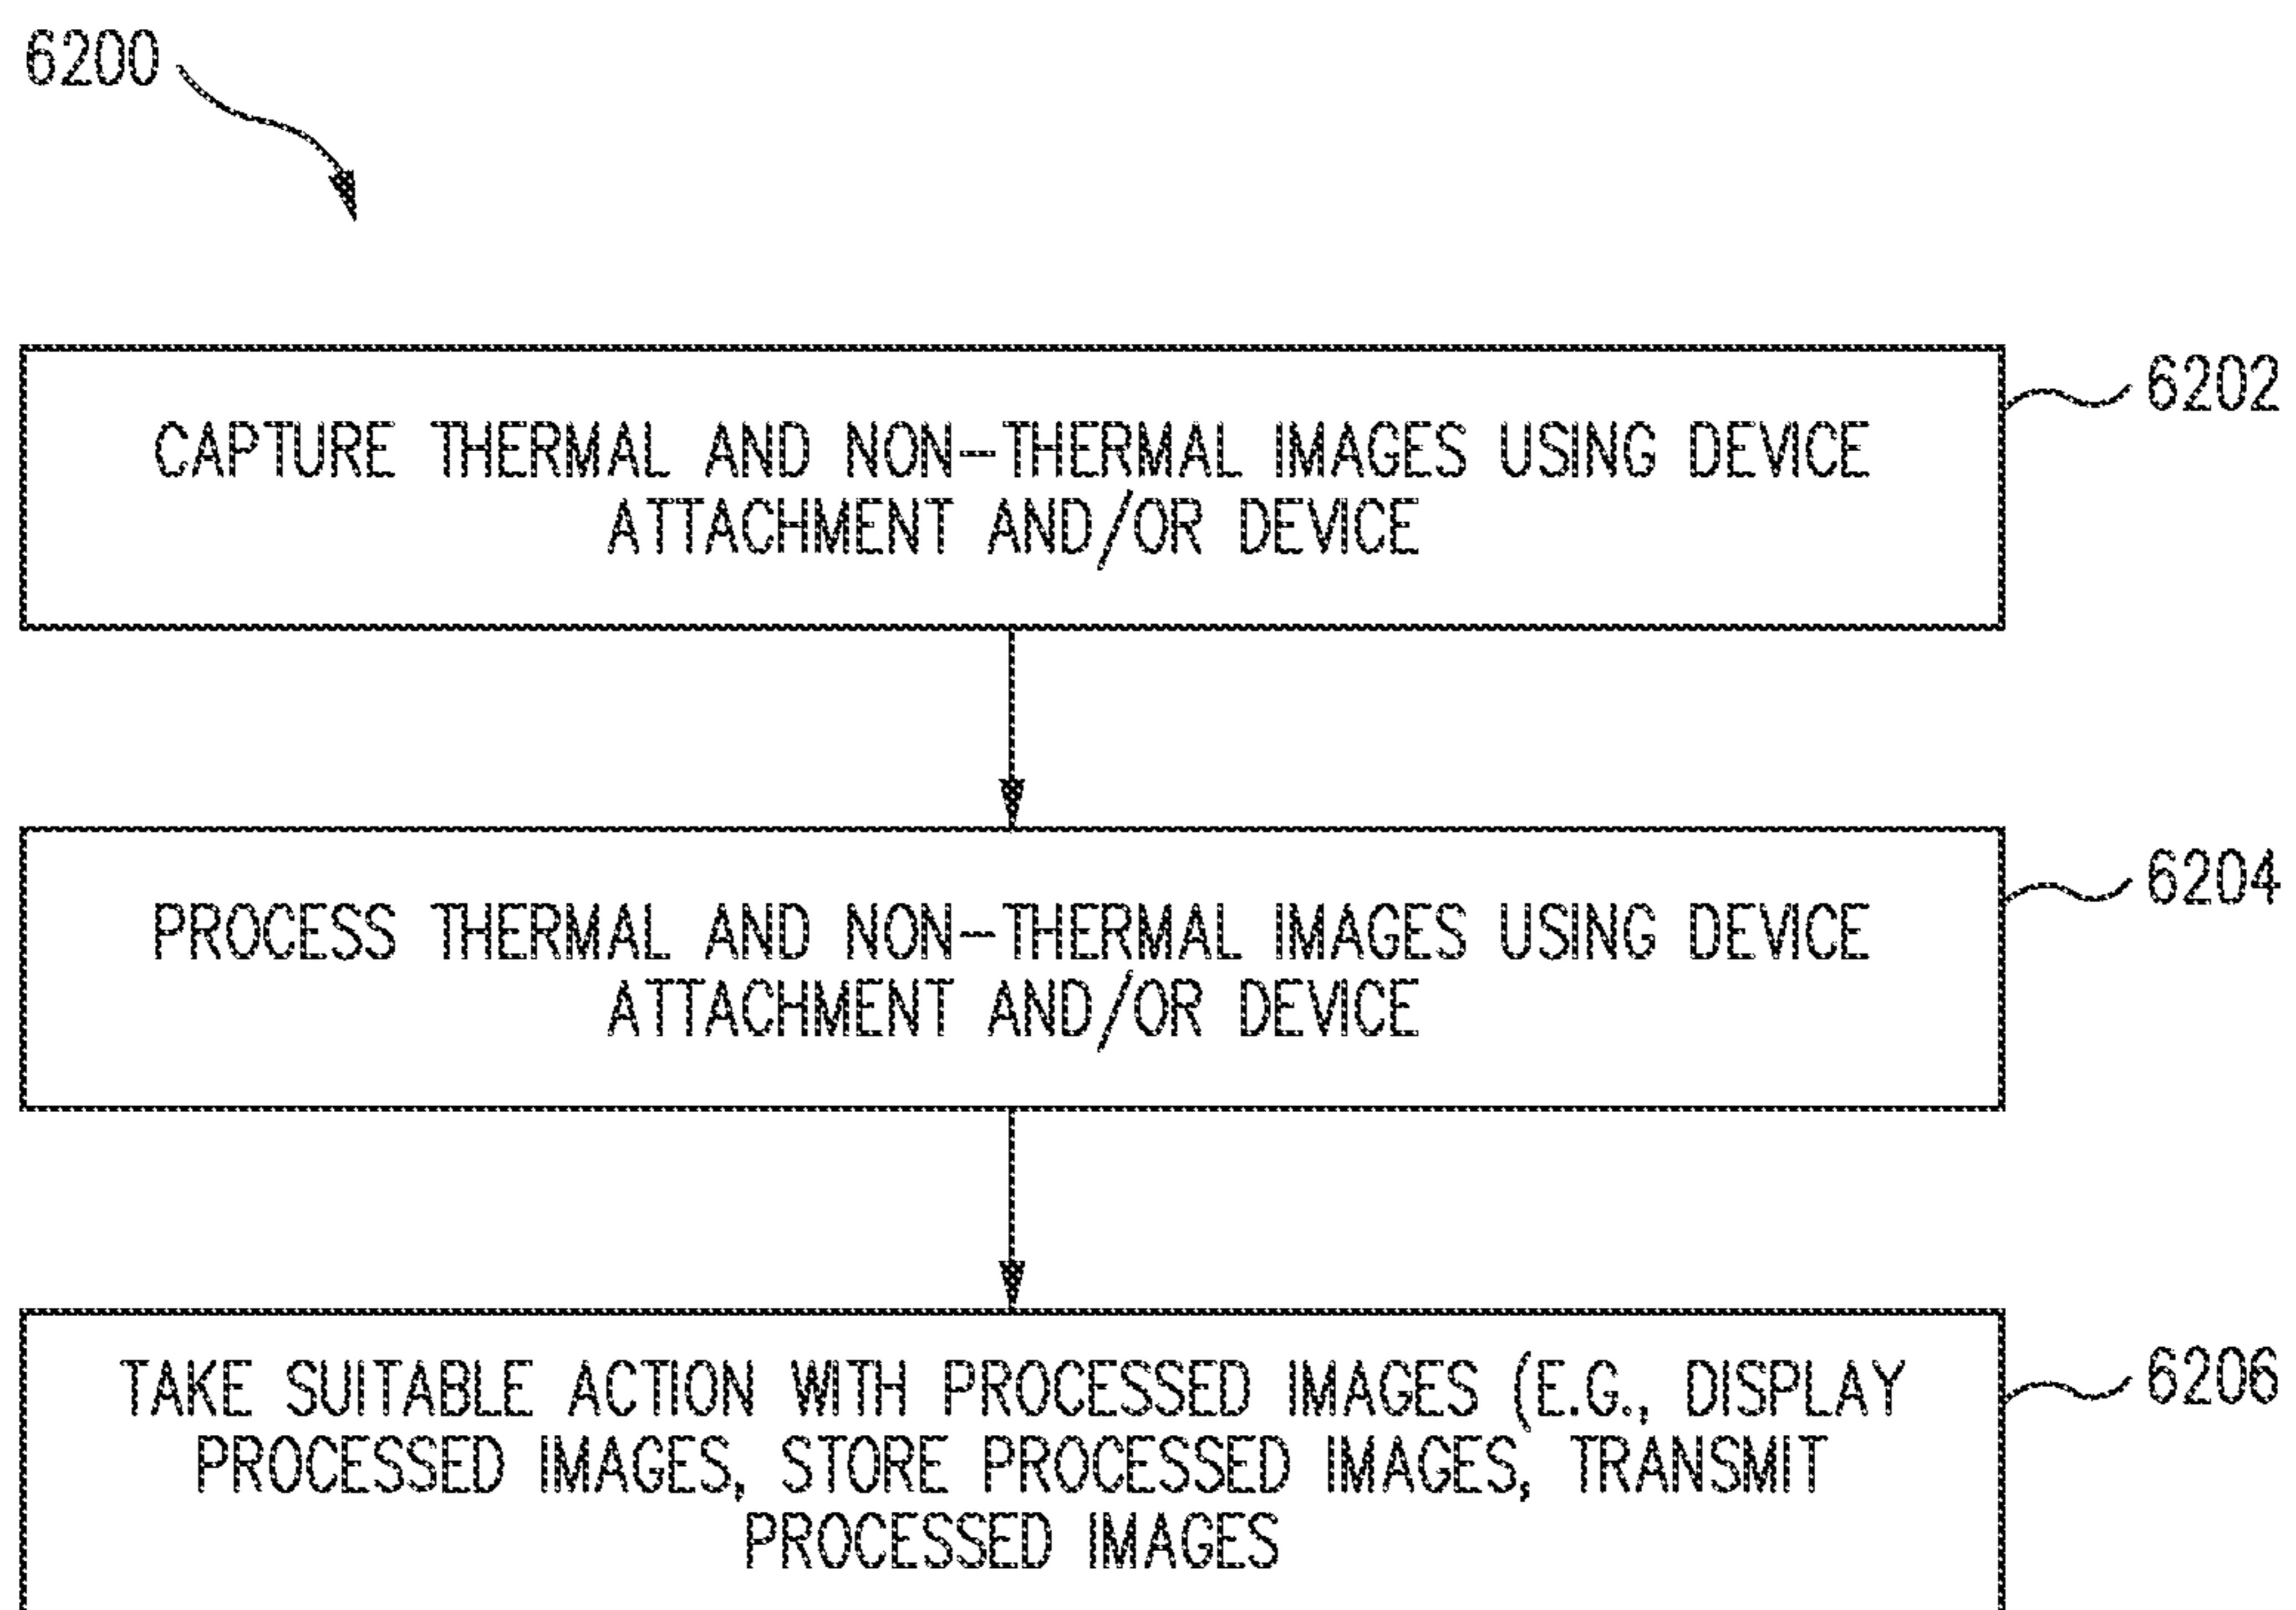 6200
CAPTURE THERMAL AND NON-THERMAL IMAGES USING DEVICE
ATTACHMENT AND/OR DEVICE
6202
PROCESS THERMAL AND NON-THERMAL IMAGES USING DEVICE
ATTACHMENT AND/OR DEVICE
6204
TAKE SUITABLE ACTION WITH PROCESSED IMAGES (E.G., DISPLAY
PROCESSED IMAGES, STORE PROCESSED IMAGES, TRANSMIT
PROCESSED IMAGES
6206